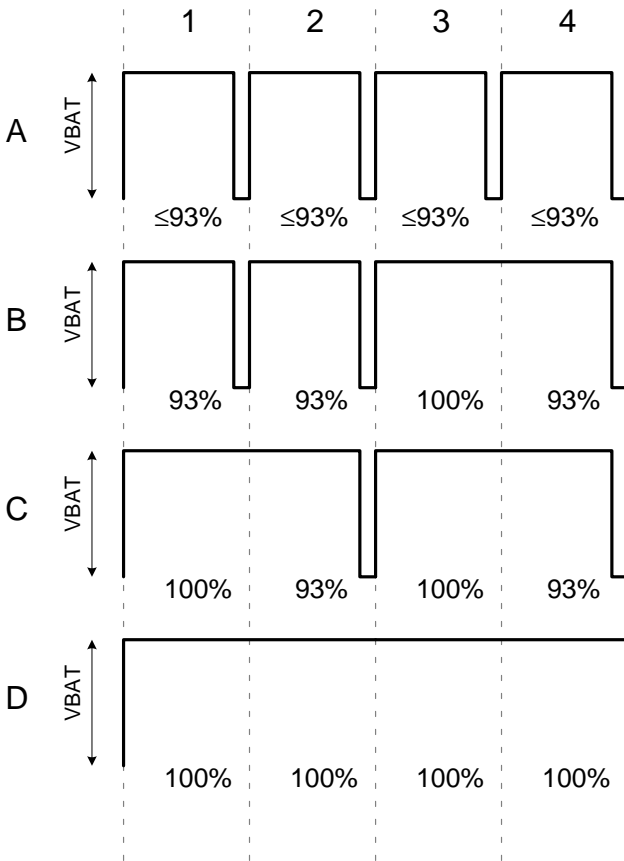 1 2 3 4
A VBAT
≤93% ≤93% ≤93% ≤93%
B VBAT
93% 93% 100% 93%
C VBAT
100% 93% 100% 93%
D VBAT
100% 100% 100% 100%